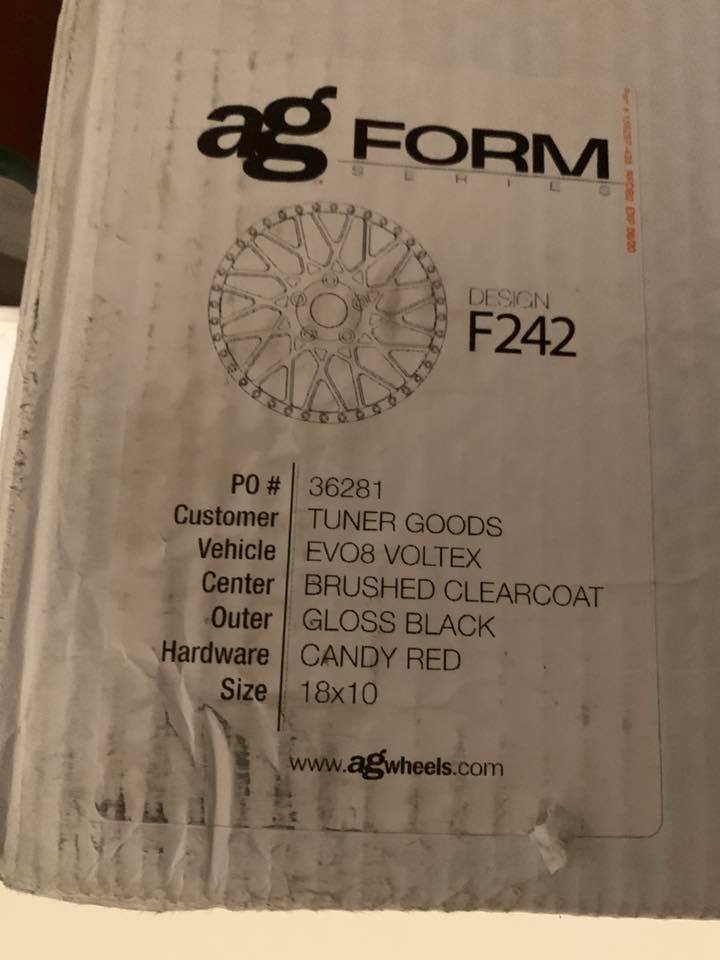 ag FORM
SERIES
DESIGN
F242
PO # 36281
Customer TUNER GOODS
Vehicle EVO8 VOLTEX
Center BRUSHED CLEARCOAT
Outer GLOSS BLACK
Hardware CANDY RED
Size 18x10
www.agwheels.com